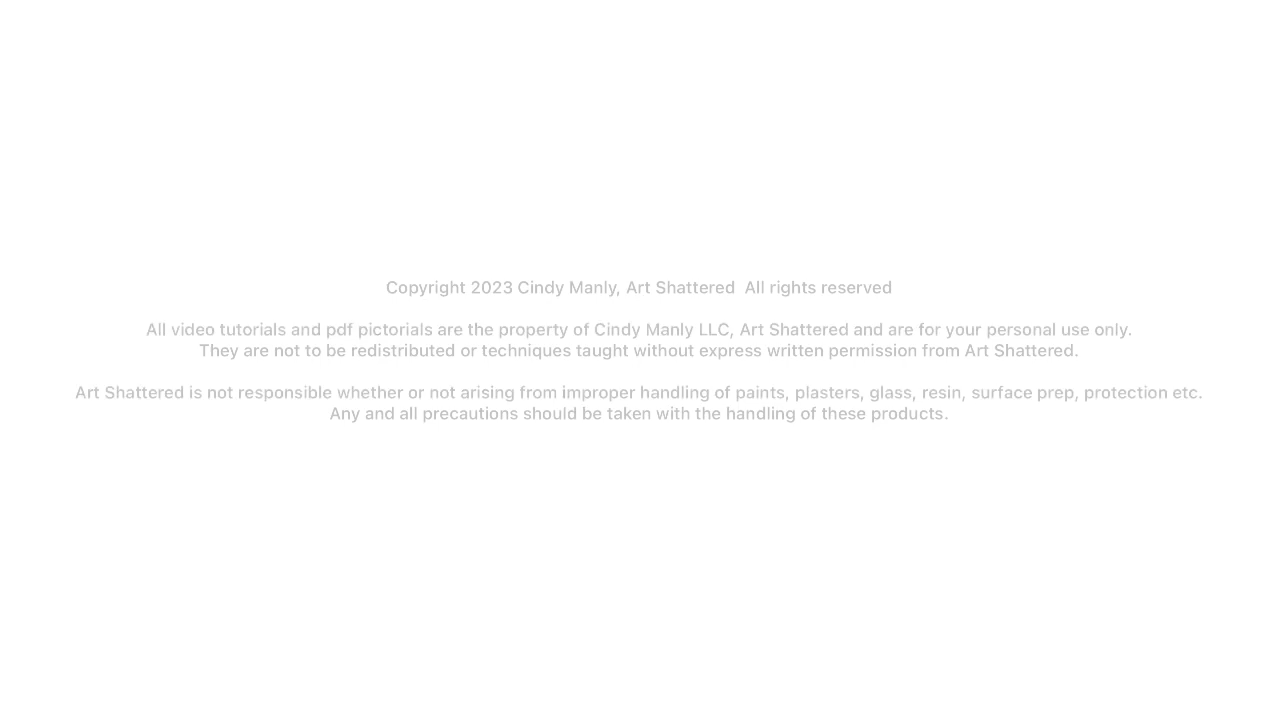 Copyright 2023 Cindy Manly, Art Shattered  All rights reserved
All video tutorials and pdf pictorials are the property of Cindy Manly LLC, Art Shattered and are for your personal use only.
They are not to be redistributed or techniques taught without express written permission from Art Shattered.
Art Shattered is not responsible whether or not arising from improper handling of paints, plasters, glass, resin, surface prep, protection etc.
Any and all precautions should be taken with the handling of these products.